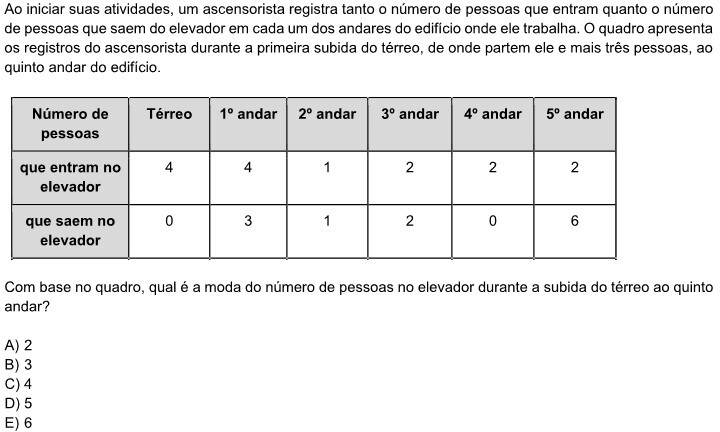 Ao iniciar suas atividades, um ascensorista registra tanto o número de pessoas que entram quanto o número
de pessoas que saem do elevador em cada um dos andares do edifício onde ele trabalha. O quadro apresenta
os registros do ascensorista durante a primeira subida do térreo, de onde partem ele e mais três pessoas, ao
quinto andar do edifício.
Número de pessoas Térreo 1º andar 2º andar 3º andar 4º andar 5º andar
que entram no elevador 4 4 1 2 2 2
que saem no elevador 0 3 1 2 0 6
Com base no quadro, qual é a moda do número de pessoas no elevador durante a subida do térreo ao quinto
andar?
A) 2
B) 3
C) 4
D) 5
E) 6